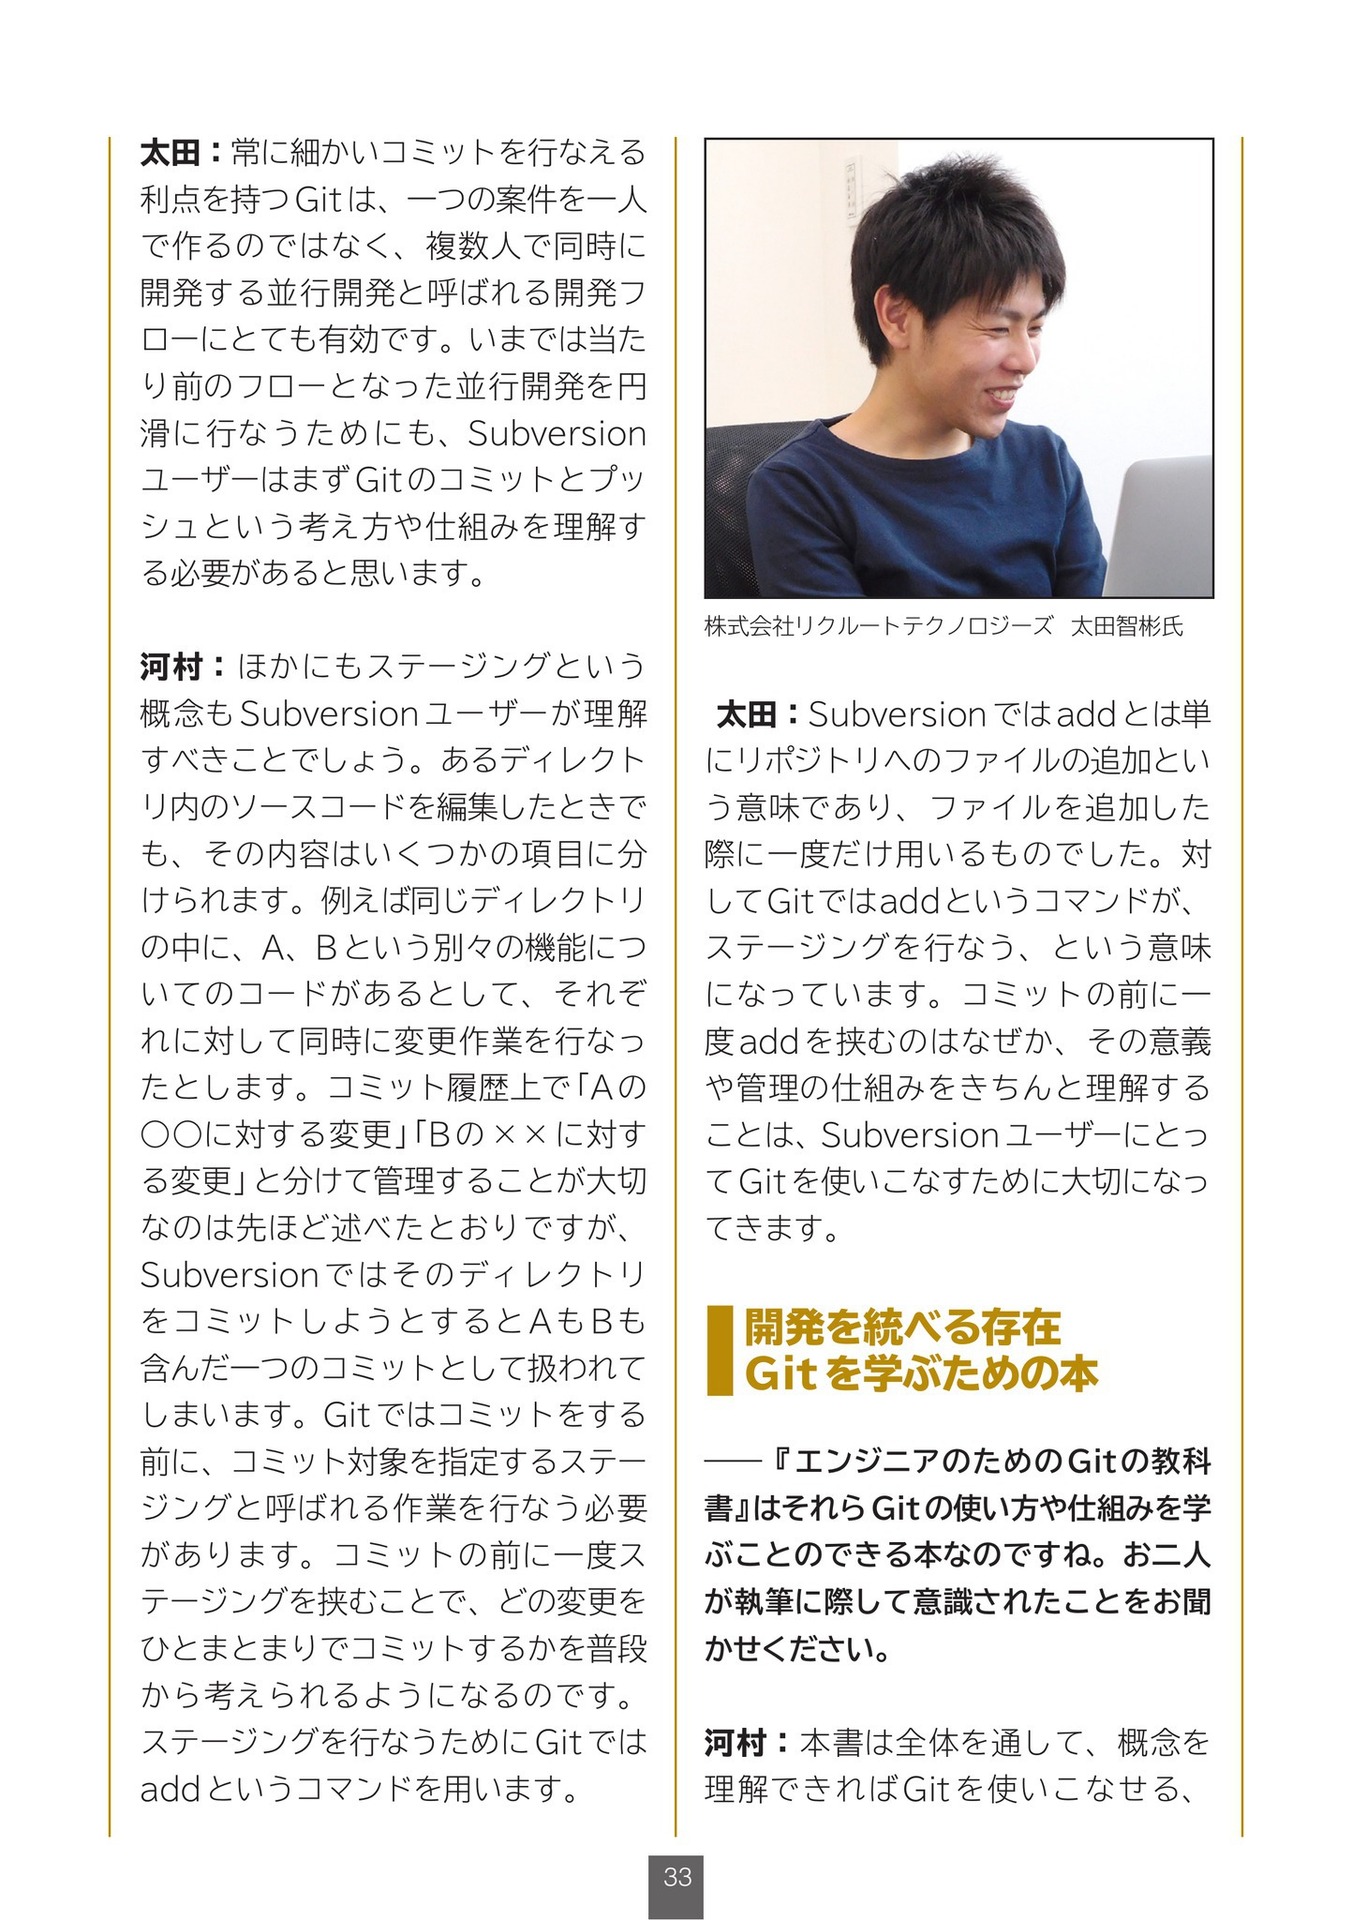 太田：常に細かいコミットを行なえる
利点を持つGitは、一つの案件を一人
で作るのではなく、複数人で同時に
開発する並行開発と呼ばれる開発フ
ローにとても有効です。いまでは当た
り前のフローとなった並行開発を円
滑に行なうためにも、Subversion
ユーザーはまずGitのコミットとプッ
シュという考え方や仕組みを理解す
る必要があると思います。
河村：ほかにもステージングという
概念もSubversionユーザーが理解
すべきことでしょう。あるディレクト
リ内のソースコードを編集したときで
も、その内容はいくつかの項目に分
けられます。例えば同じディレクトリ
の中に、A、Bという別々の機能につ
いてのコードがあるとして、それぞ
れに対して同時に変更作業を行なっ
たとします。コミット履歴上で「Aの
〇〇に対する変更」「Bの××に対す
る変更」と分けて管理することが大切
なのは先ほど述べたとおりですが、
Subversionではそのディレクトリ
をコミットしようとするとAもBも
含んだ一つのコミットとして扱われて
しまいます。Gitではコミットをする
前に、コミット対象を指定するステー
ジングと呼ばれる作業を行なう必要
があります。コミットの前に一度ス
テージングを挟むことで、どの変更を
ひとまとまりでコミットするかを普段
から考えられるようになるのです。
ステージングを行なうためにGitでは
addというコマンドを用います。
株式会社リクルートテクノロジーズ 太田智彬氏
太田：Subversionではaddとは単
にリポジトリへのファイルの追加とい
う意味であり、ファイルを追加した
際に一度だけ用いるものでした。対
してGitではaddというコマンドが、
ステージングを行なう、という意味
になっています。コミットの前に一
度addを挟むのはなぜか、その意義
や管理の仕組みをきちんと理解する
ことは、Subversionユーザーにとっ
てGitを使いこなすために大切になっ
てきます。
開発を統べる存在
Gitを学ぶための本
――『エンジニアのためのGitの教科
書』はそれらGitの使い方や仕組みを学
ぶことのできる本なのですね。お二人
が執筆に際して意識されたことをお聞
かせください。
河村：本書は全体を通して、概念を
理解できればGitを使いこなせる、
33